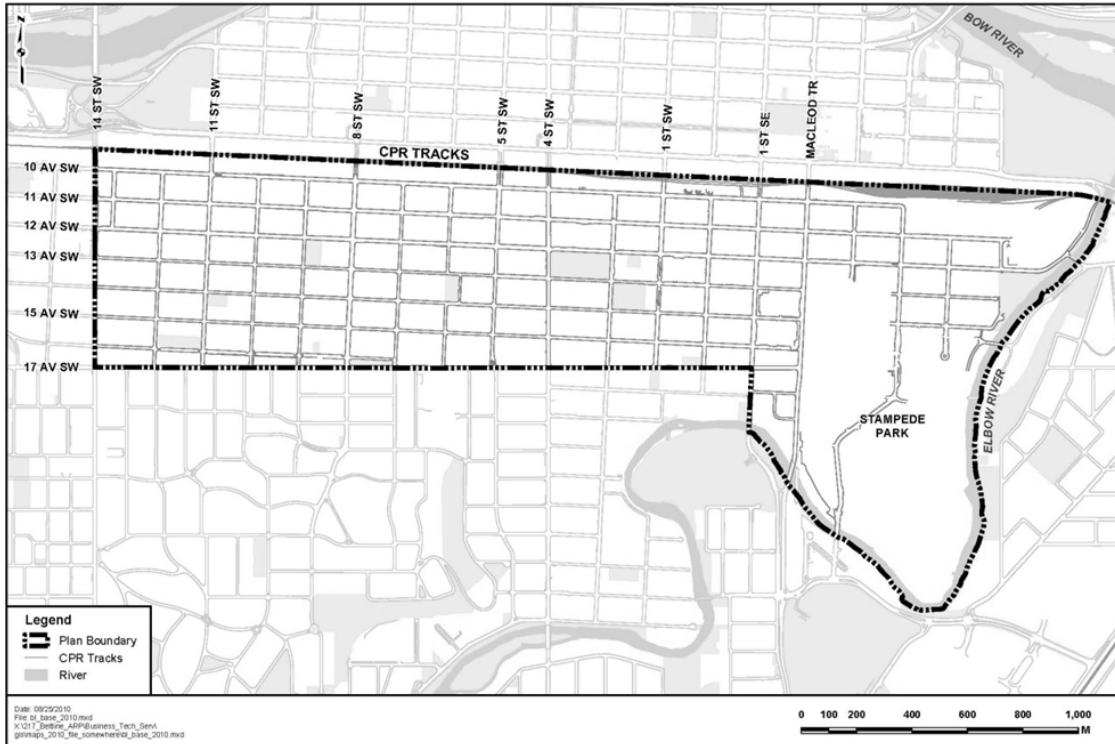 N
BOW RIVER
14 ST SW
11 ST SW
8 ST SW
5 ST SW
4 ST SW
1 ST SW
1 ST SE
MACLEOD TR
CPR TRACKS
10 AV SW
11 AV SW
12 AV SW
13 AV SW
15 AV SW
17 AV SW
STAMPEDE
PARK
ELBOW RIVER
Legend
Plan Boundary
CPR Tracks
River
Date: 08/25/2010
File: bl_base_2010.mxd
0 100 200 400 600 800 1,000
M